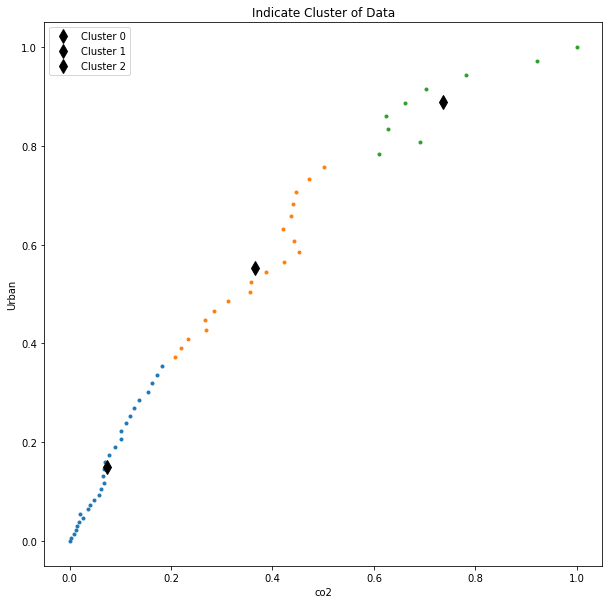 Indicate Cluster of Data
Cluster 0
Cluster 1
Cluster 2
1.0
0.8
0.6
0.4
0.2
0.0
Urban
0.0 0.2 0.4 0.6 0.8 1.0
co2